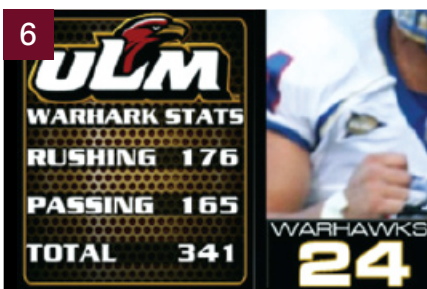 6
ULM
WARHARK STATS
RUSHING 176
PASSING 165
TOTAL 341
WARHAWKS
24